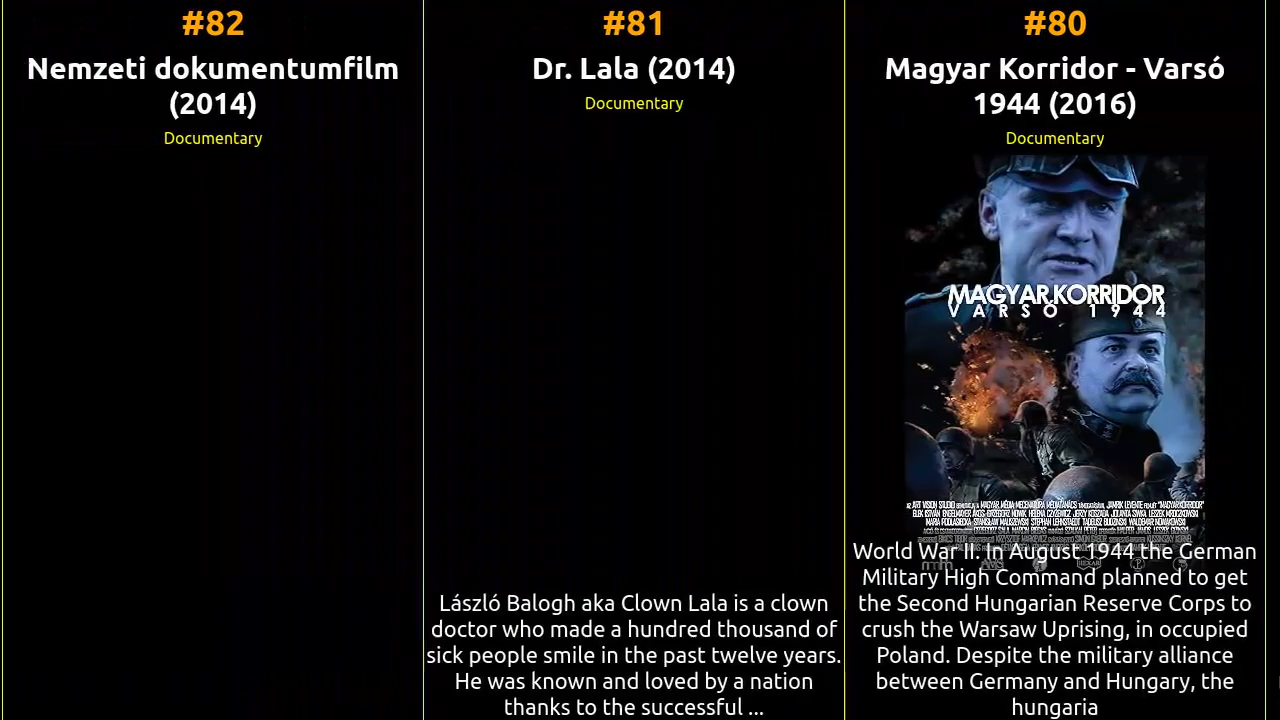 #82
Nemzeti dokumentumfilm
(2014)
Documentary
#81
Dr. Lala (2014)
Documentary
László Balogh aka Clown Lala is a clown
doctor who made a hundred thousand of
sick people smile in the past twelve years.
He was known and loved by a nation
thanks to the successful ...
#80
Magyar Korridor - Varsó
1944 (2016)
Documentary
MAGYAR KORRIDOR
VARSÓ 1944
World War II. In August 1944 the German
Military High Command planned to get
the Second Hungarian Reserve Corps to
crush the Warsaw Uprising, in occupied
Poland. Despite the military alliance
between Germany and Hungary, the
hungaria